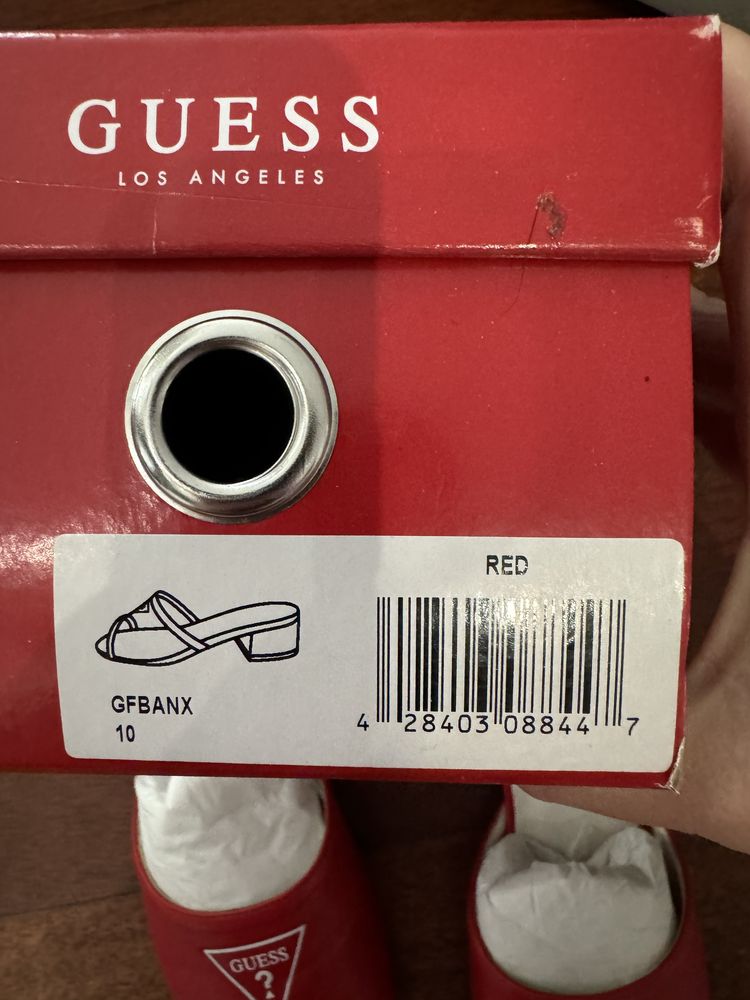 GUESS
LOS ANGELES
RED
GFBANX
10
4 28403 08844 7
GUESS
?